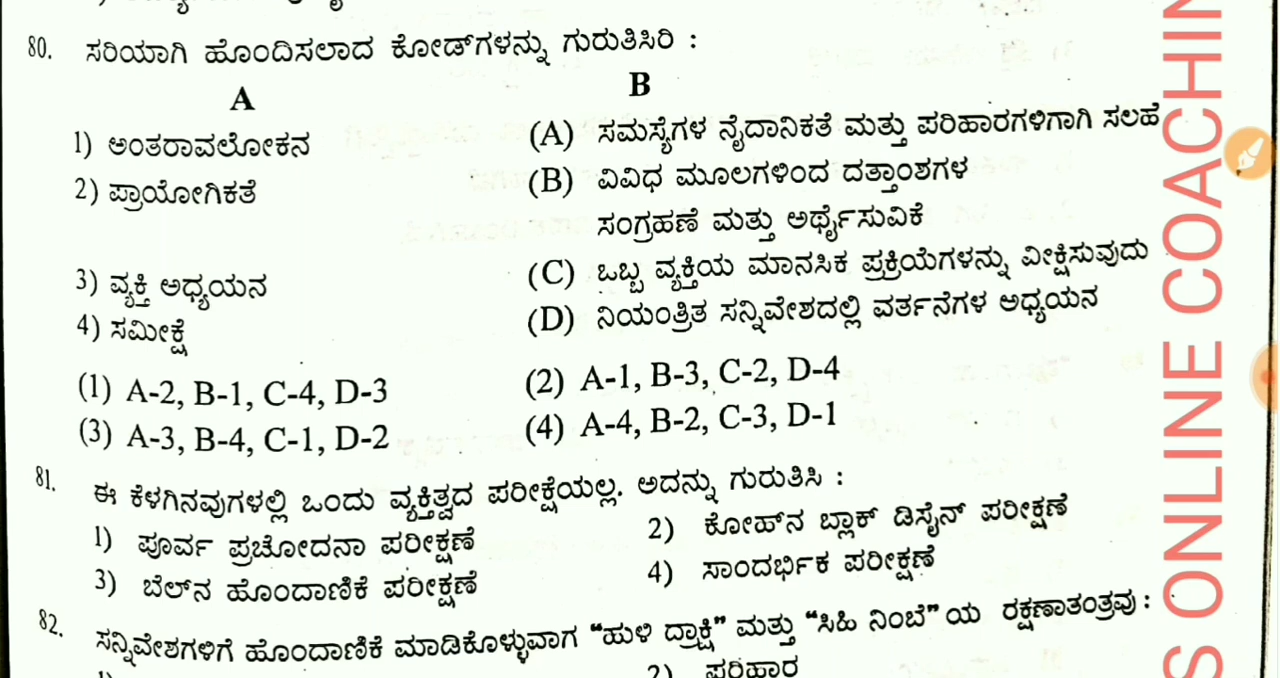 80. ಸರಿಯಾಗಿ ಹೊಂದಿಸಲಾದ ಕೋಡ್‌ಗಳನ್ನು ಗುರುತಿಸಿರಿ :
A B
1) ಅಂತರಾವಲೋಕನ (A) ಸಮಸ್ಯೆಗಳ ನೈದಾನಿಕತೆ ಮತ್ತು ಪರಿಹಾರಗಳಿಗಾಗಿ ಸಲಹೆ
2) ಪ್ರಾಯೋಗಿಕತೆ (B) ವಿವಿಧ ಮೂಲಗಳಿಂದ ದತ್ತಾಂಶಗಳ
ಸಂಗ್ರಹಣೆ ಮತ್ತು ಅರ್ಥೈಸುವಿಕೆ
3) ವ್ಯಕ್ತಿ ಅಧ್ಯಯನ (C) ಒಬ್ಬ ವ್ಯಕ್ತಿಯ ಮಾನಸಿಕ ಪ್ರಕ್ರಿಯೆಗಳನ್ನು ವೀಕ್ಷಿಸುವುದು
4) ಸಮೀಕ್ಷೆ (D) ನಿಯಂತ್ರಿತ ಸನ್ನಿವೇಶದಲ್ಲಿ ವರ್ತನೆಗಳ ಅಧ್ಯಯನ
(1) A-2, B-1, C-4, D-3 (2) A-1, B-3, C-2, D-4
(3) A-3, B-4, C-1, D-2 (4) A-4, B-2, C-3, D-1
81. ಈ ಕೆಳಗಿನವುಗಳಲ್ಲಿ ಒಂದು ವ್ಯಕ್ತಿತ್ವದ ಪರೀಕ್ಷೆಯಲ್ಲ. ಅದನ್ನು ಗುರುತಿಸಿ :
1) ಪೂರ್ವ ಪ್ರಚೋದನಾ ಪರೀಕ್ಷಣೆ 2) ಕೋಹ್‌ನ ಬ್ಲಾಕ್ ಡಿಸೈನ್ ಪರೀಕ್ಷಣೆ
3) ಬೆಲ್‌ನ ಹೊಂದಾಣಿಕೆ ಪರೀಕ್ಷಣೆ 4) ಸಾಂದರ್ಭಿಕ ಪರೀಕ್ಷಣೆ
82. ಸನ್ನಿವೇಶಗಳಿಗೆ ಹೊಂದಾಣಿಕೆ ಮಾಡಿಕೊಳ್ಳುವಾಗ “ಹುಳಿ ದ್ರಾಕ್ಷಿ” ಮತ್ತು “ಸಿಹಿ ನಿಂಬೆ” ಯ ರಕ್ಷಣಾತಂತ್ರವು :
2) ಪರಿಹಾರ
S ONLINE COACHIN